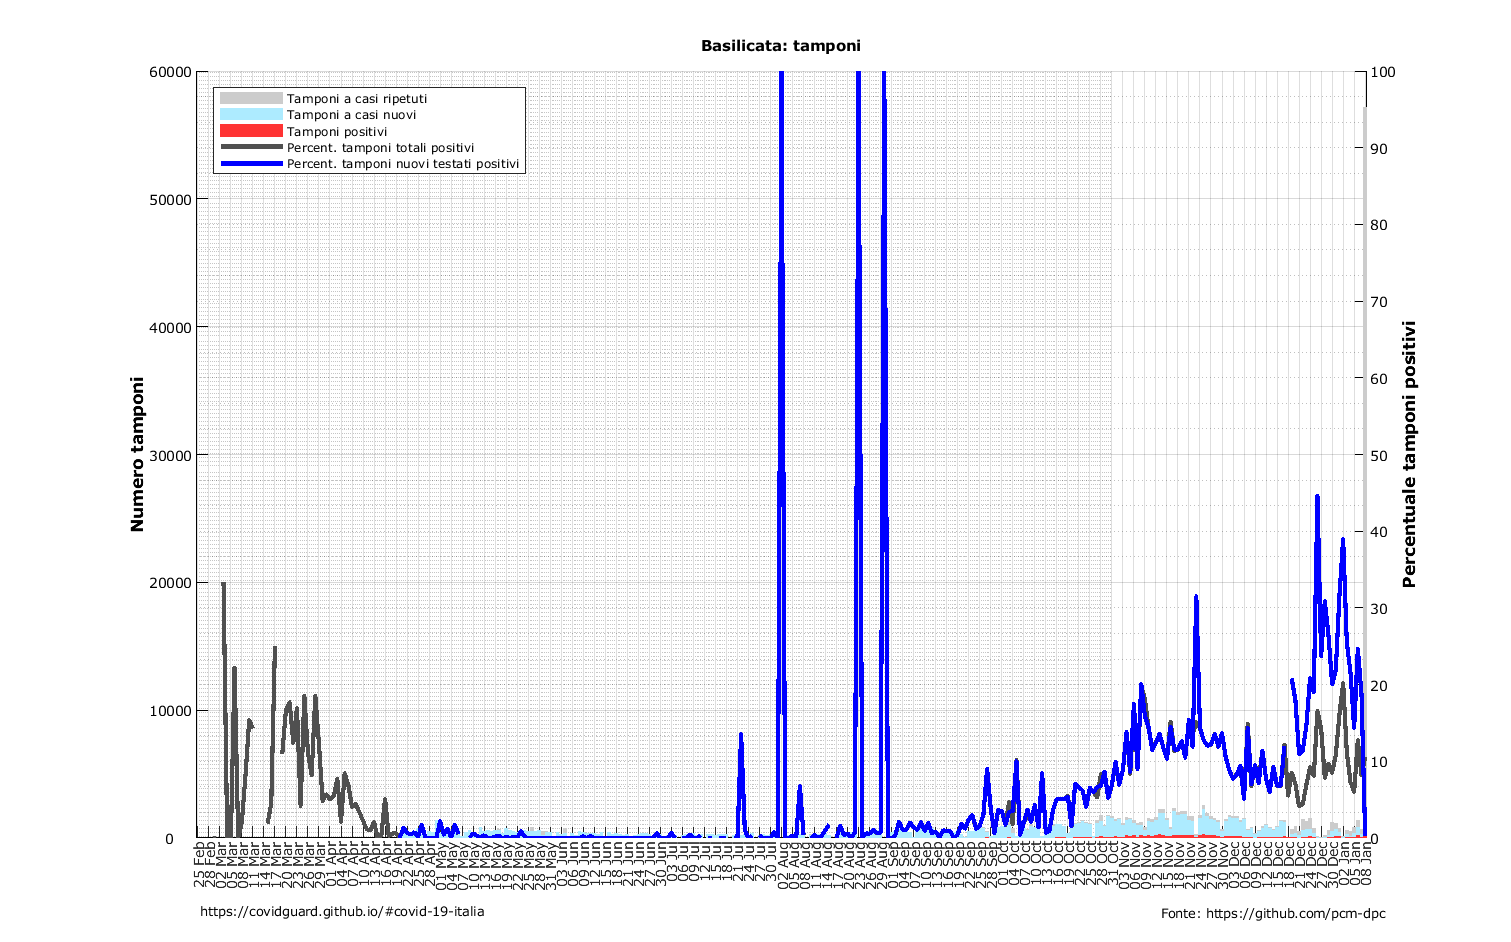 Basilicata: tamponi
60000
50000
40000
30000
20000
10000
0
Numero tamponi
Tamponi a casi ripetuti
Tamponi a casi nuovi
Tamponi positivi
Percent. tamponi totali positivi
Percent. tamponi nuovi testati positivi
100
90
80
70
60
50
40
30
20
10
0
Percentuale tamponi positivi
25 Feb
28 Feb
02 Mar
05 Mar
08 Mar
11 Mar
14 Mar
17 Mar
20 Mar
23 Mar
26 Mar
29 Mar
01 Apr
04 Apr
07 Apr
10 Apr
13 Apr
16 Apr
19 Apr
22 Apr
25 Apr
28 Apr
01 May
04 May
07 May
10 May
13 May
16 May
19 May
22 May
25 May
28 May
31 May
03 Jun
06 Jun
09 Jun
12 Jun
15 Jun
18 Jun
21 Jun
24 Jun
27 Jun
30 Jun
03 Jul
06 Jul
09 Jul
12 Jul
15 Jul
18 Jul
21 Jul
24 Jul
27 Jul
30 Jul
02 Aug
05 Aug
08 Aug
11 Aug
14 Aug
17 Aug
20 Aug
23 Aug
26 Aug
29 Aug
01 Sep
04 Sep
07 Sep
10 Sep
13 Sep
16 Sep
19 Sep
22 Sep
25 Sep
28 Sep
01 Oct
04 Oct
07 Oct
10 Oct
13 Oct
16 Oct
19 Oct
22 Oct
25 Oct
28 Oct
31 Oct
03 Nov
06 Nov
09 Nov
12 Nov
15 Nov
18 Nov
21 Nov
24 Nov
27 Nov
30 Nov
03 Dec
06 Dec
09 Dec
12 Dec
15 Dec
18 Dec
21 Dec
24 Dec
27 Dec
30 Dec
02 Jan
05 Jan
08 Jan
https://covidguard.github.io/#covid-19-italia
Fonte: https://github.com/pcm-dpc